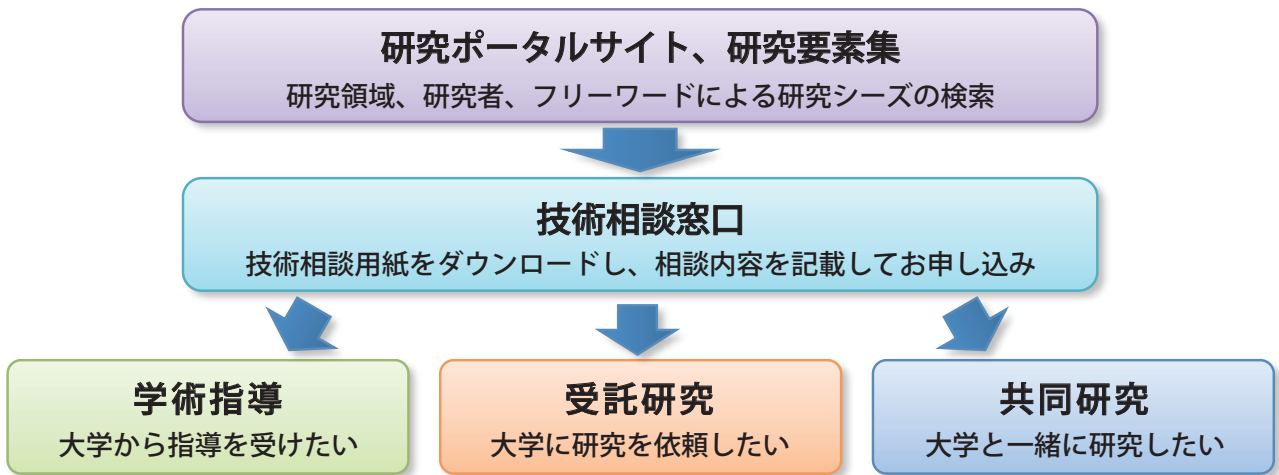 研究ポータルサイト、研究要素集
研究領域、研究者、フリーワードによる研究シーズの検索
技術相談窓口
技術相談用紙をダウンロードし、相談内容を記載してお申し込み
学術指導
大学から指導を受けたい
受託研究
大学に研究を依頼したい
共同研究
大学と一緒に研究したい